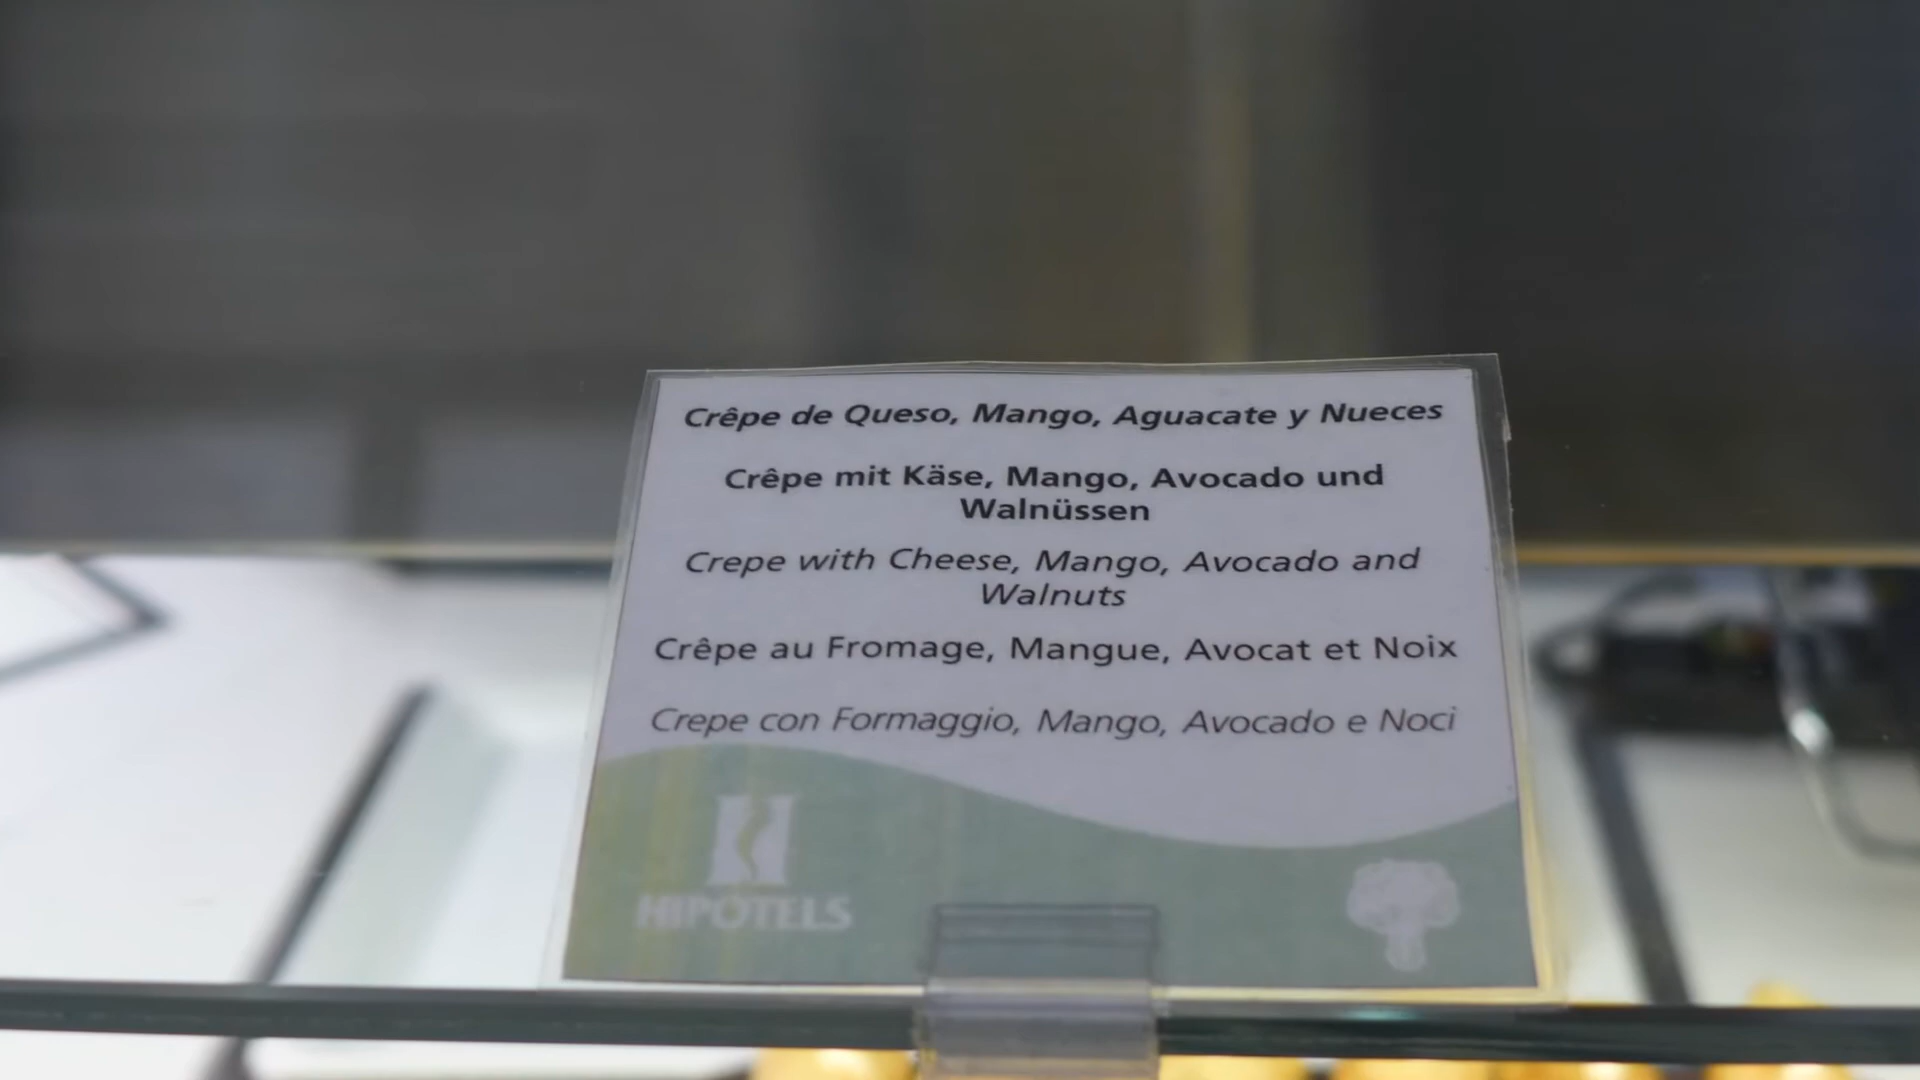 Crêpe de Queso, Mango, Aguacate y Nueces
Crêpe mit Käse, Mango, Avocado und
Walnüssen
Crepe with Cheese, Mango, Avocado and
Walnuts
Crêpe au Fromage, Mangue, Avocat et Noix
Crepe con Formaggio, Mango, Avocado e Noci
HIPOTELS